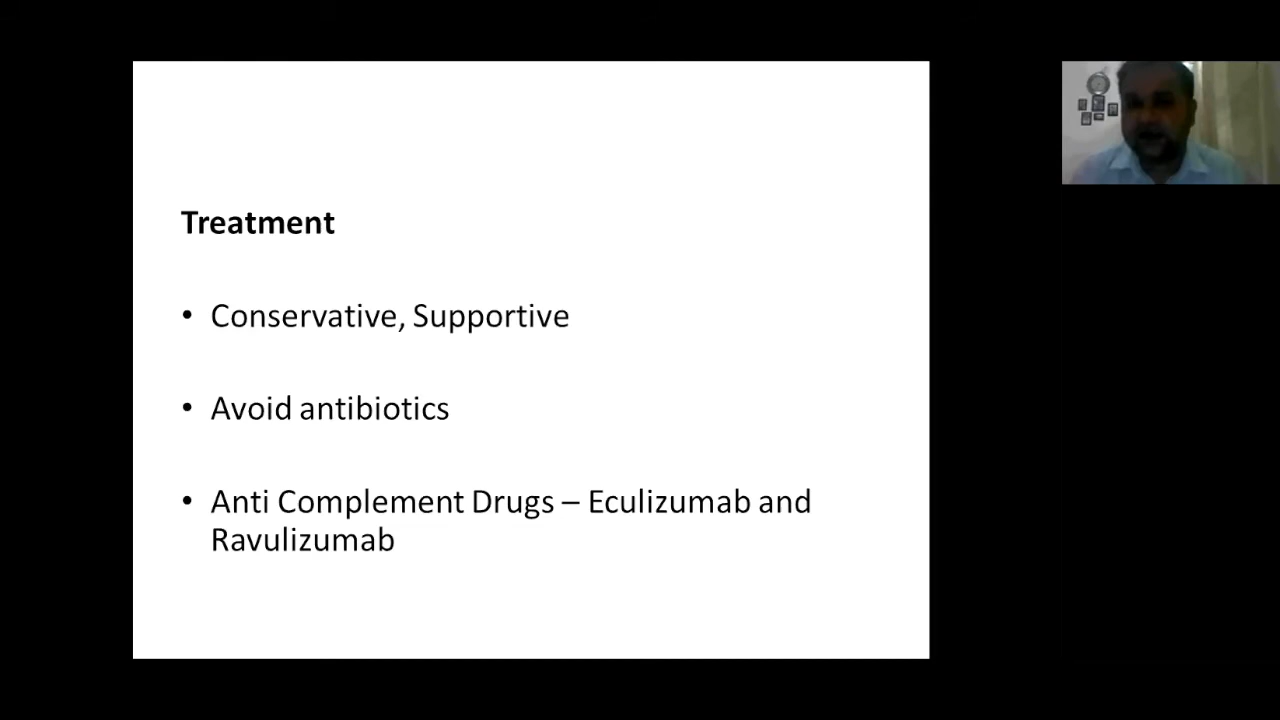 Treatment
• Conservative, Supportive
• Avoid antibiotics
• Anti Complement Drugs – Eculizumab and
Ravulizumab